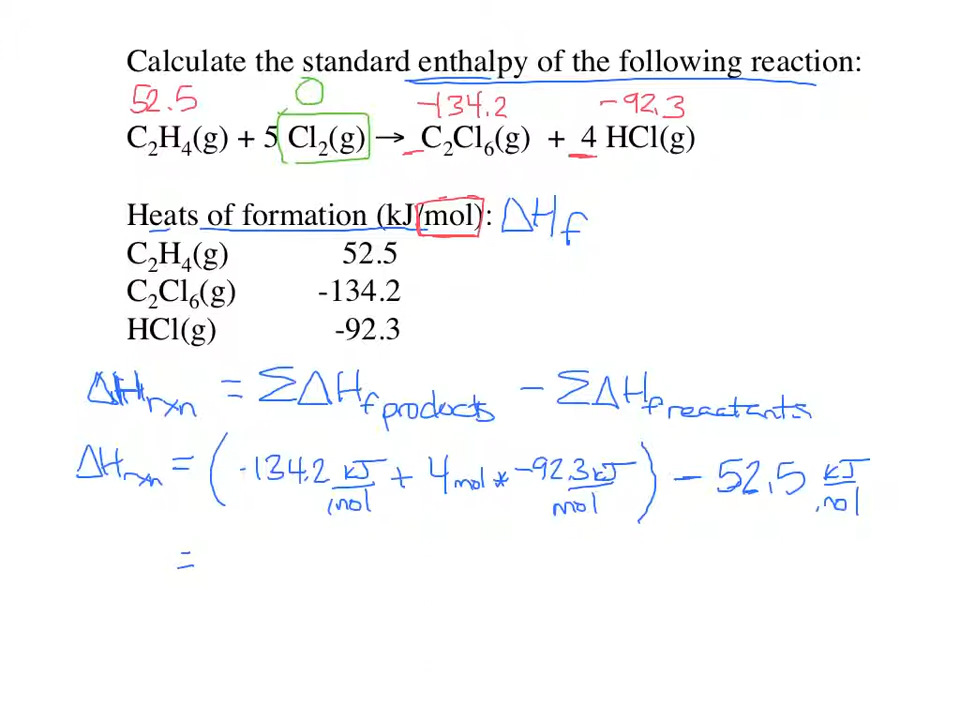 Calculate the standard enthalpy of the following reaction:
52.5 0 -134.2 -92.3
C₂H₄(g) + 5 Cl₂(g) → C₂Cl₆(g) + 4 HCl(g)
Heats of formation (kJ/mol): ΔHf
C₂H₄(g) 52.5
C₂Cl₆(g) -134.2
HCl(g) -92.3
ΔHrxn = ΣΔHf products - ΣΔHf reactants
ΔHrxn = (-134.2 kJ/mol + 4 mol * -92.3 kJ/mol) - 52.5 kJ/mol
=